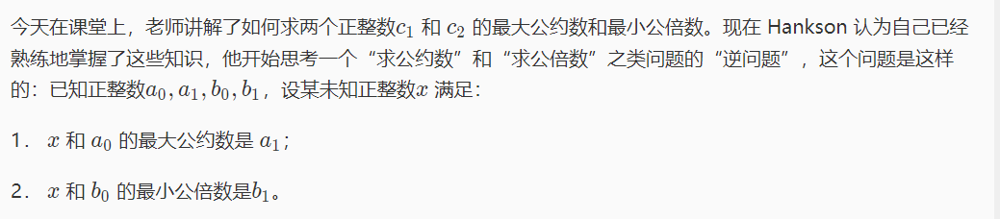 今天在课堂上，老师讲解了如何求两个正整数c₁ 和 c₂ 的最大公约数和最小公倍数。现在 Hankson 认为自己已经
熟练地掌握了这些知识，他开始思考一个“求公约数”和“求公倍数”之类问题的“逆问题”，这个问题是这样
的：已知正整数a₀, a₁, b₀, b₁，设某未知正整数x 满足：
1． x 和 a₀ 的最大公约数是 a₁；
2． x 和 b₀ 的最小公倍数是b₁。